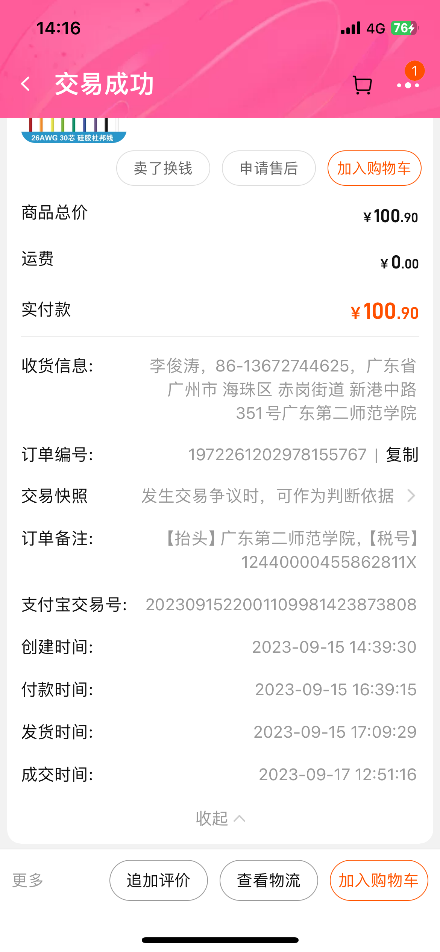 14:16
4G 76
交易成功
1
26AWG 30芯 硅胶杜邦线
卖了换钱 申请售后 加入购物车
商品总价 ¥100.90
运费 ¥0.00
实付款 ¥100.90
收货信息: 李俊涛，86-13672744625，广东省
广州市 海珠区 赤岗街道 新港中路
351号广东第二师范学院
订单编号: 1972261202978155767 | 复制
交易快照 发生交易争议时，可作为判断依据
订单备注: 【抬头】广东第二师范学院，【税号】
12440000455862811X
支付宝交易号: 2023091522001109981423873808
创建时间: 2023-09-15 14:39:30
付款时间: 2023-09-15 16:39:15
发货时间: 2023-09-15 17:09:29
成交时间: 2023-09-17 12:51:16
收起
更多 追加评价 查看物流 加入购物车